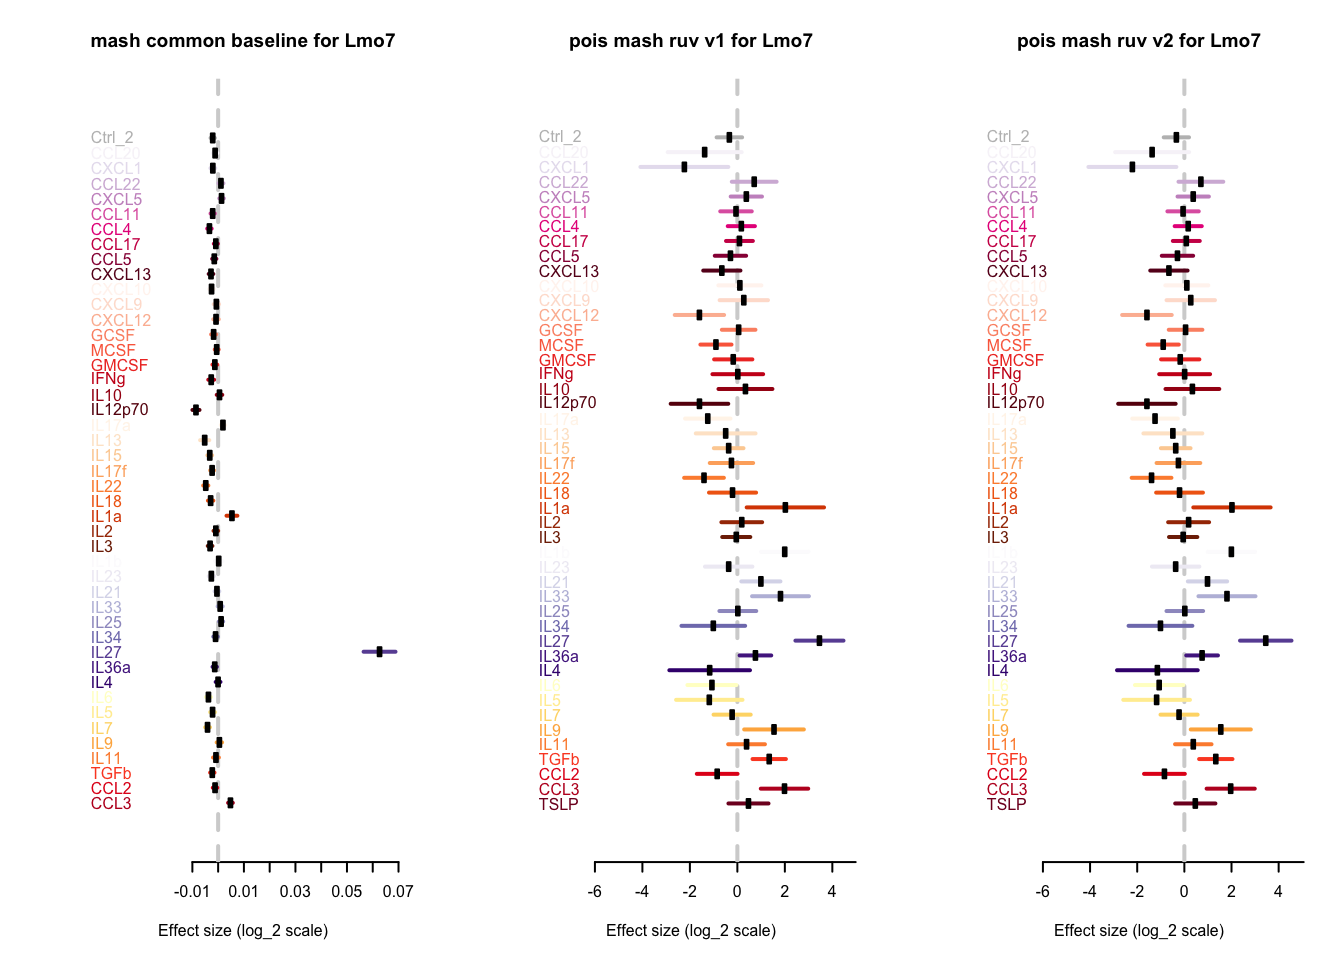 mash common baseline for Lmo7
Ctrl_2
CCL20
CXCL1
CCL22
CXCL5
CCL11
CCL4
CCL17
CCL5
CXCL13
CXCL10
CXCL9
CXCL12
GCSF
MCSF
GMCSF
IFNg
IL10
IL12p70
IL17a
IL13
IL15
IL17f
IL22
IL18
IL1a
IL2
IL3
IL23
IL21
IL33
IL25
IL34
IL27
IL36a
IL4
IL5
IL7
IL9
IL11
TGFb
CCL2
CCL3
-0.01 0.01 0.03 0.05 0.07
Effect size (log_2 scale)
pois mash ruv v1 for Lmo7
Ctrl_2
CCL20
CXCL1
CCL22
CXCL5
CCL11
CCL4
CCL17
CCL5
CXCL13
CXCL10
CXCL9
CXCL12
GCSF
MCSF
GMCSF
IFNg
IL10
IL12p70
IL17a
IL13
IL15
IL17f
IL22
IL18
IL1a
IL2
IL3
IL23
IL21
IL33
IL25
IL34
IL27
IL36a
IL4
IL5
IL7
IL9
IL11
TGFb
CCL2
CCL3
TSLP
-6 -4 -2 0 2 4
Effect size (log_2 scale)
pois mash ruv v2 for Lmo7
Ctrl_2
CCL20
CXCL1
CCL22
CXCL5
CCL11
CCL4
CCL17
CCL5
CXCL13
CXCL10
CXCL9
CXCL12
GCSF
MCSF
GMCSF
IFNg
IL10
IL12p70
IL17a
IL13
IL15
IL17f
IL22
IL18
IL1a
IL2
IL3
IL23
IL21
IL33
IL25
IL34
IL27
IL36a
IL4
IL5
IL7
IL9
IL11
TGFb
CCL2
CCL3
TSLP
-6 -4 -2 0 2 4
Effect size (log_2 scale)